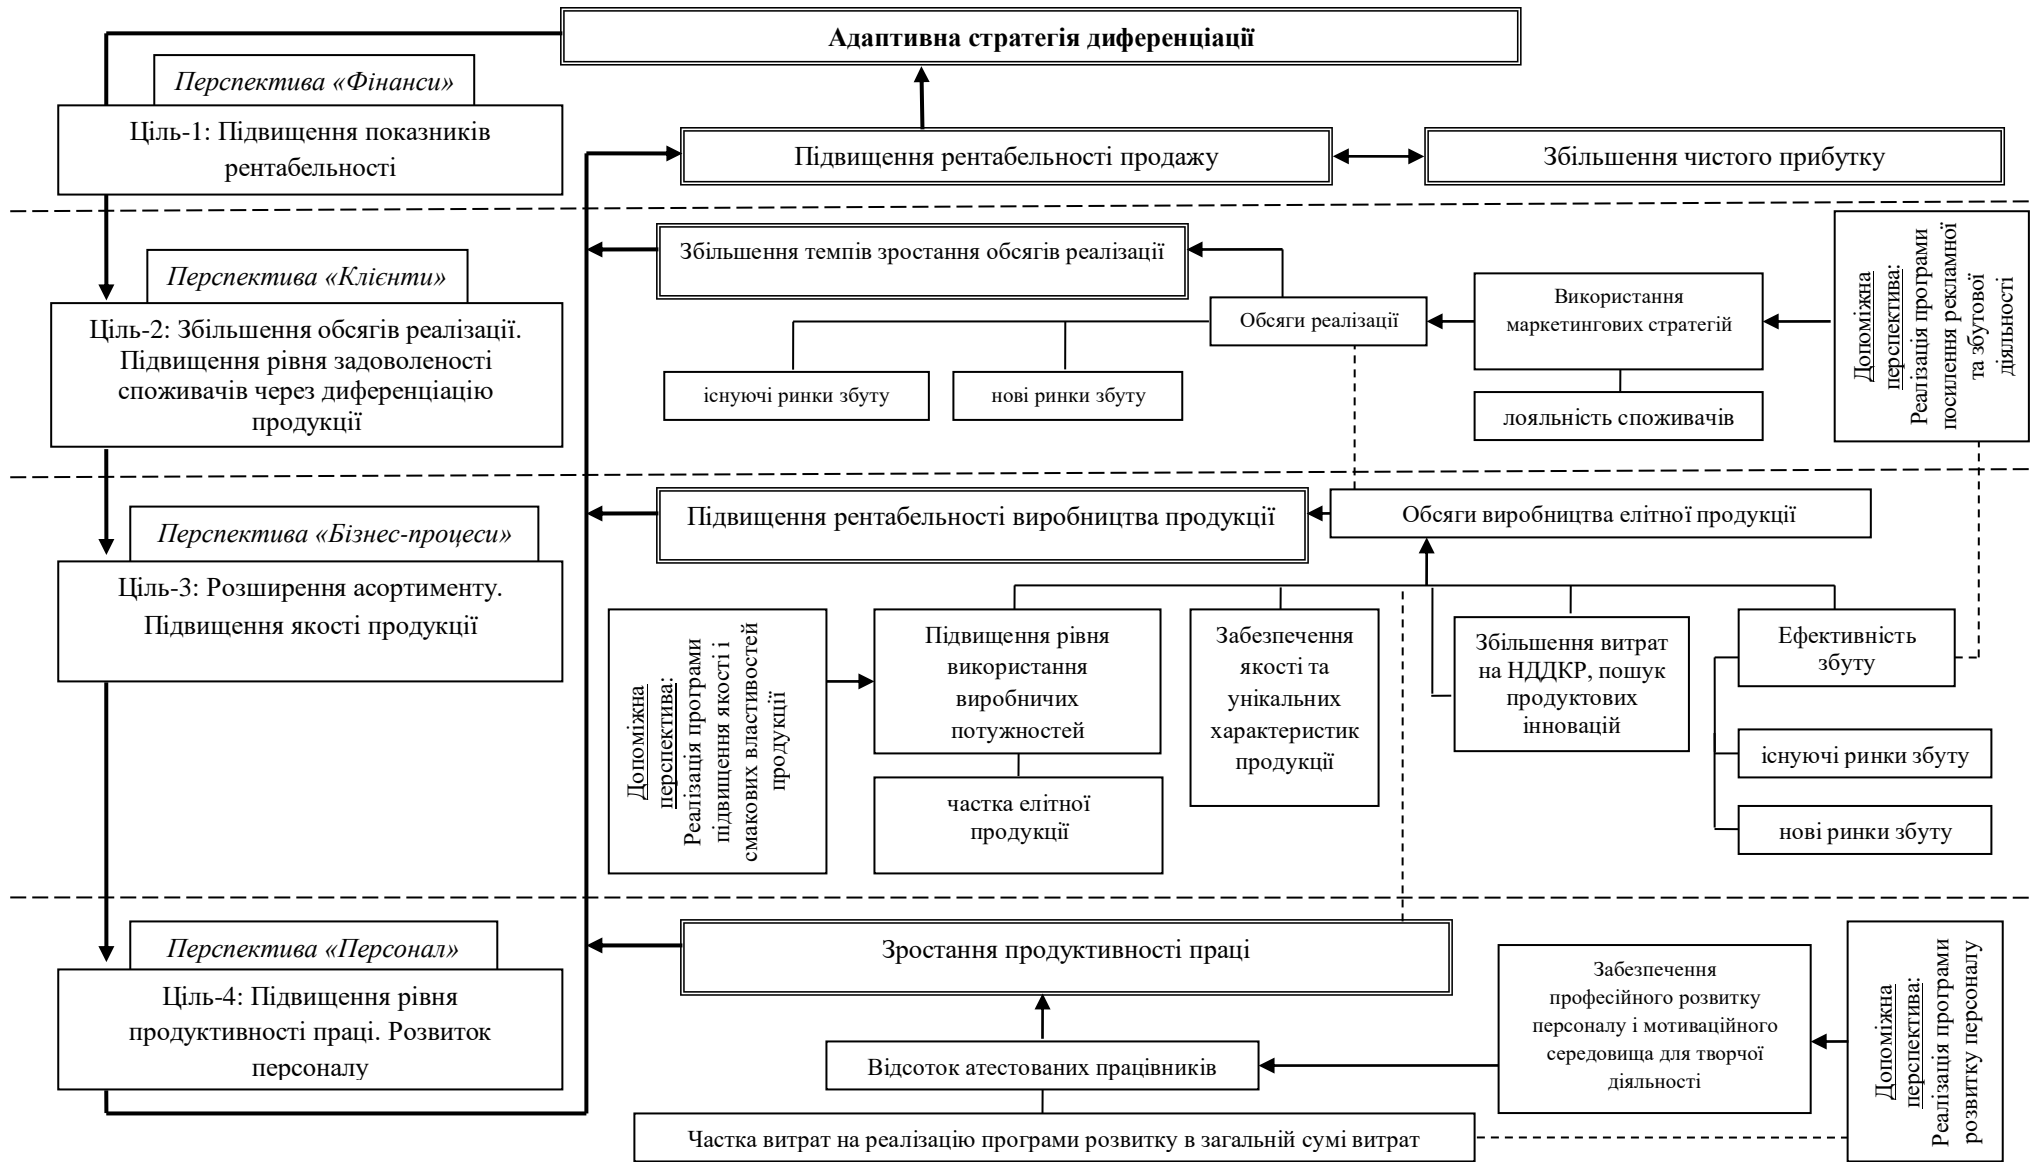 Адаптивна стратегія диференціації
Перспектива «Фінанси»
Ціль-1: Підвищення показників
рентабельності
Підвищення рентабельності продажу
Збільшення чистого прибутку
Перспектива «Клієнти»
Ціль-2: Збільшення обсягів реалізації.
Підвищення рівня задоволеності
споживачів через диференціацію
продукції
Збільшення темпів зростання обсягів реалізації
Обсяги реалізації
існуючі ринки збуту
нові ринки збуту
Використання
маркетингових стратегій
лояльність споживачів
Допоміжна
перспектива:
Реалізація програми
посилення рекламної
та збутової
діяльності
Перспектива «Бізнес-процеси»
Ціль-3: Розширення асортименту.
Підвищення якості продукції
Підвищення рентабельності виробництва продукції
Обсяги виробництва елітної продукції
Допоміжна
перспектива:
Реалізація програми
підвищення якості і
смакових властивостей
продукції
Підвищення рівня
використання
виробничих
потужностей
частка елітної
продукції
Забезпечення
якості та
унікальних
характеристик
продукції
Збільшення витрат
на НДДКР, пошук
продуктових
інновацій
Ефективність
збуту
існуючі ринки збуту
нові ринки збуту
Перспектива «Персонал»
Ціль-4: Підвищення рівня
продуктивності праці. Розвиток
персоналу
Зростання продуктивності праці
Відсоток атестованих працівників
Частка витрат на реалізацію програми розвитку в загальній сумі витрат
Забезпечення
професійного розвитку
персоналу і мотиваційного
середовища для творчої
діяльності
Допоміжна
перспектива:
Реалізація програми
розвитку персоналу